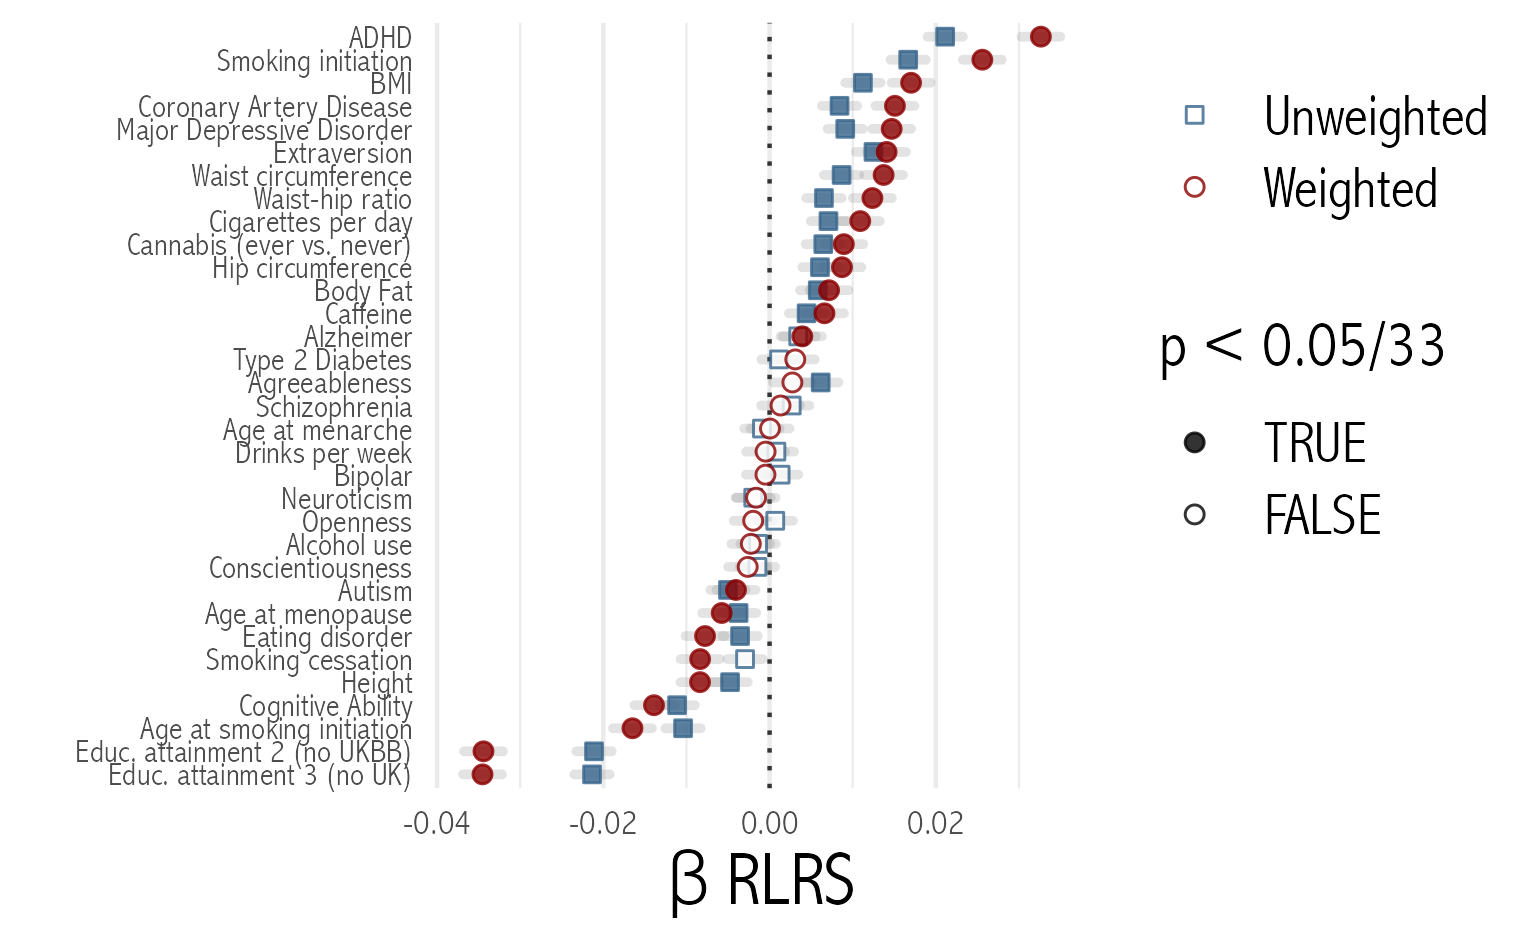 ADHD
Smoking initiation
BMI
Coronary Artery Disease
Major Depressive Disorder
Extraversion
Waist circumference
Waist-hip ratio
Cigarettes per day
Cannabis (ever vs. never)
Hip circumference
Body Fat
Caffeine
Alzheimer
Type 2 Diabetes
Agreeableness
Schizophrenia
Age at menarche
Drinks per week
Bipolar
Neuroticism
Openness
Alcohol use
Conscientiousness
Autism
Age at menopause
Eating disorder
Smoking cessation
Height
Cognitive Ability
Age at smoking initiation
Educ. attainment 2 (no UKBB)
Educ. attainment 3 (no UK)
-0.04 -0.02 0.00 0.02
β RLRS
Unweighted
Weighted
p < 0.05/33
TRUE
FALSE